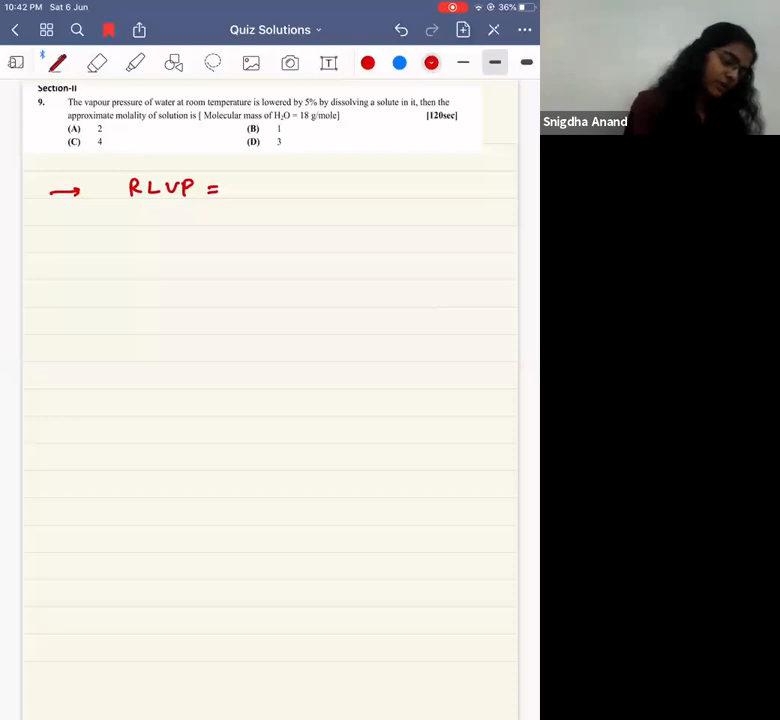 10:42 PM Sat 6 Jun 36%
Quiz Solutions
T
Section-II
9. The vapour pressure of water at room temperature is lowered by 5% by dissolving a solute in it, then the
approximate molality of solution is [ Molecular mass of H₂O = 18 g/mole] [120sec]
(A) 2 (B) 1
(C) 4 (D) 3
→ RLVP =
Snigdha Anand